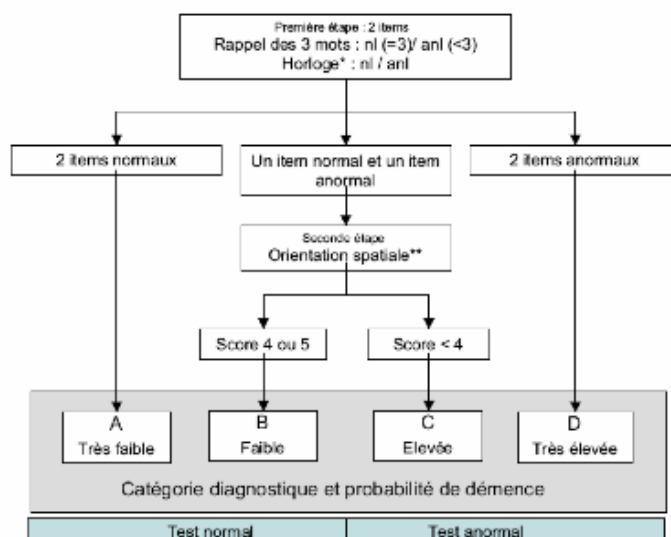 Première étape : 2 items
Rappel des 3 mots : nl (=3)/ anl (<3)
Horloge* : nl / anl
2 items normaux
Un item normal et un item
anormal
2 items anormaux
Seconde étape
Orientation spatiale**
Score 4 ou 5
Score < 4
A
Très faible
B
Faible
C
Elevée
D
Très élevée
Catégorie diagnostique et probabilité de démence
Test normal
Test anormal